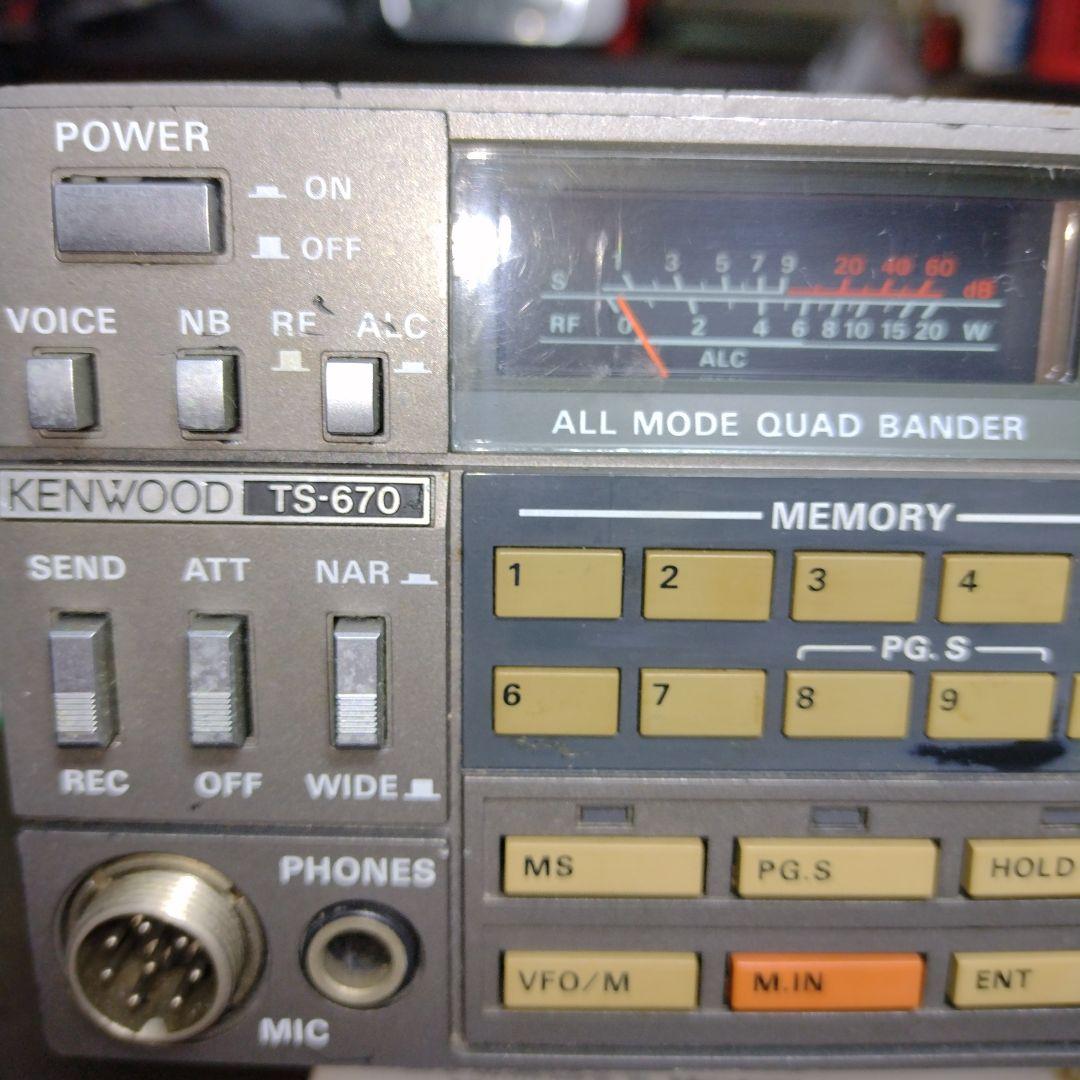 POWER
ON
OFF
VOICE NB RF ALC
S 1 3 5 7 9 20 40 60 dB
RF 0 2 4 6 8 10 15 20 W
ALC
ALL MODE QUAD BANDER
KENWOOD TS-670
SEND ATT NAR
REC OFF WIDE
MEMORY
1 2 3 4
PG.S
6 7 8 9
MS PG.S HOLD
VFO/M M.IN ENT
PHONES
MIC